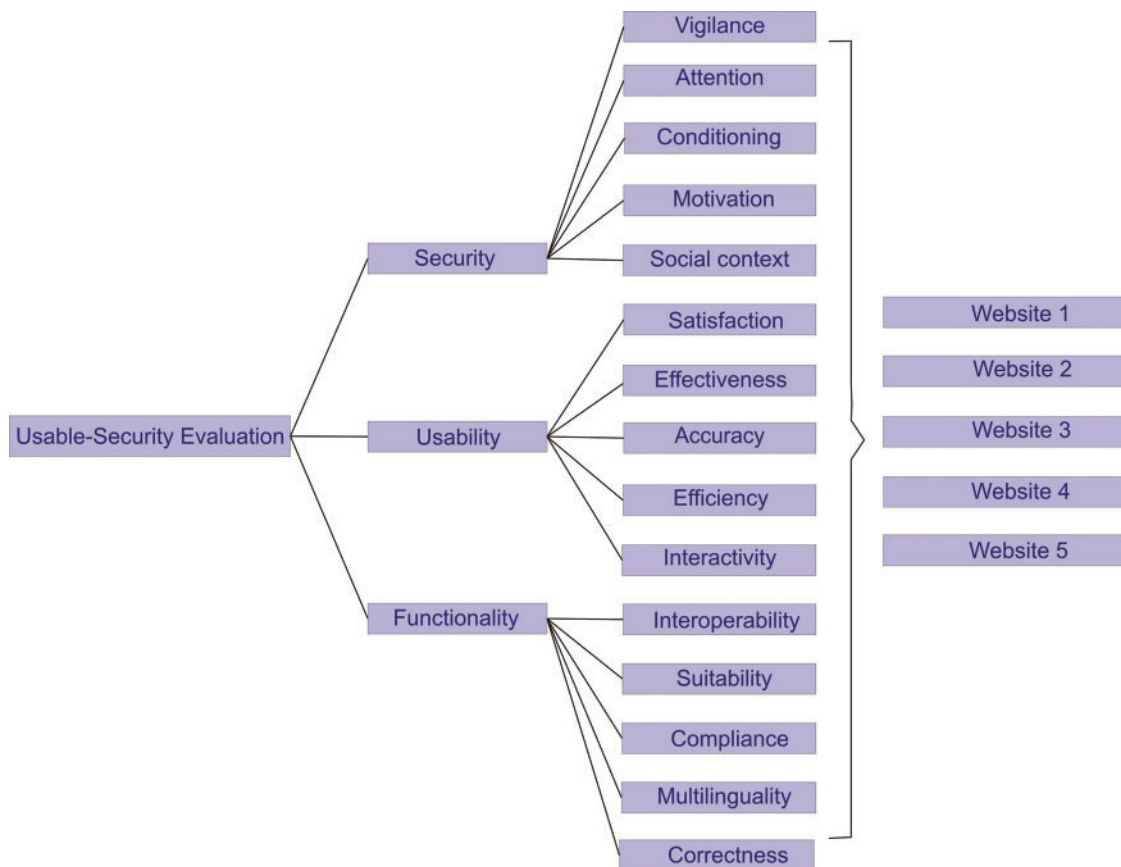 Vigilance
Attention
Conditioning
Motivation
Security
Social context
Satisfaction
Website 1
Effectiveness
Website 2
Usable-Security Evaluation
Usability
Accuracy
Website 3
Efficiency
Website 4
Interactivity
Website 5
Functionality
Interoperability
Suitability
Compliance
Multilinguality
Correctness